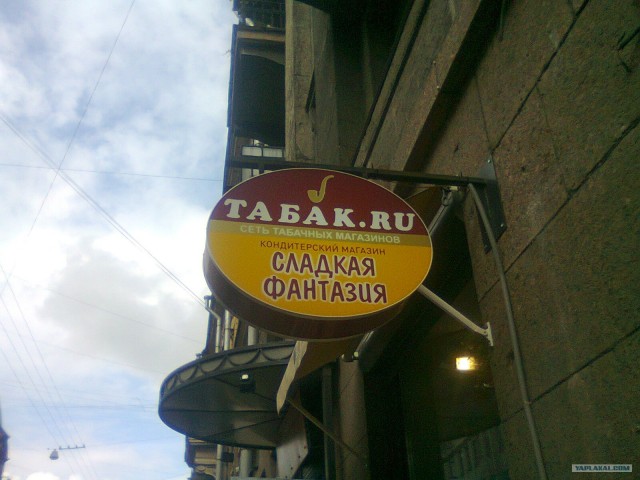 ТАБАК.RU
СЕТЬ ТАБАЧНЫХ МАГАЗИНОВ
КОНДИТЕРСКИЙ МАГАЗИН
СЛАДКАЯ
ФАНТАЗИЯ
YAPLAKAL.COM